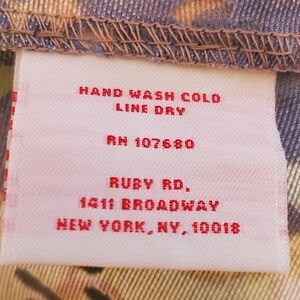 HAND WASH COLD
LINE DRY
RN 107680
RUBY RD.
1411 BROADWAY
NEW YORK, NY, 10018